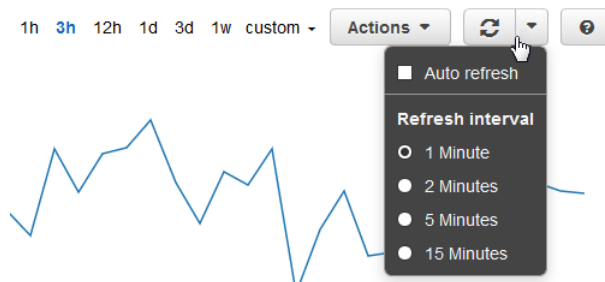 1h 3h 12h 1d 3d 1w custom Actions ?
Auto refresh
Refresh interval
1 Minute
2 Minutes
5 Minutes
15 Minutes